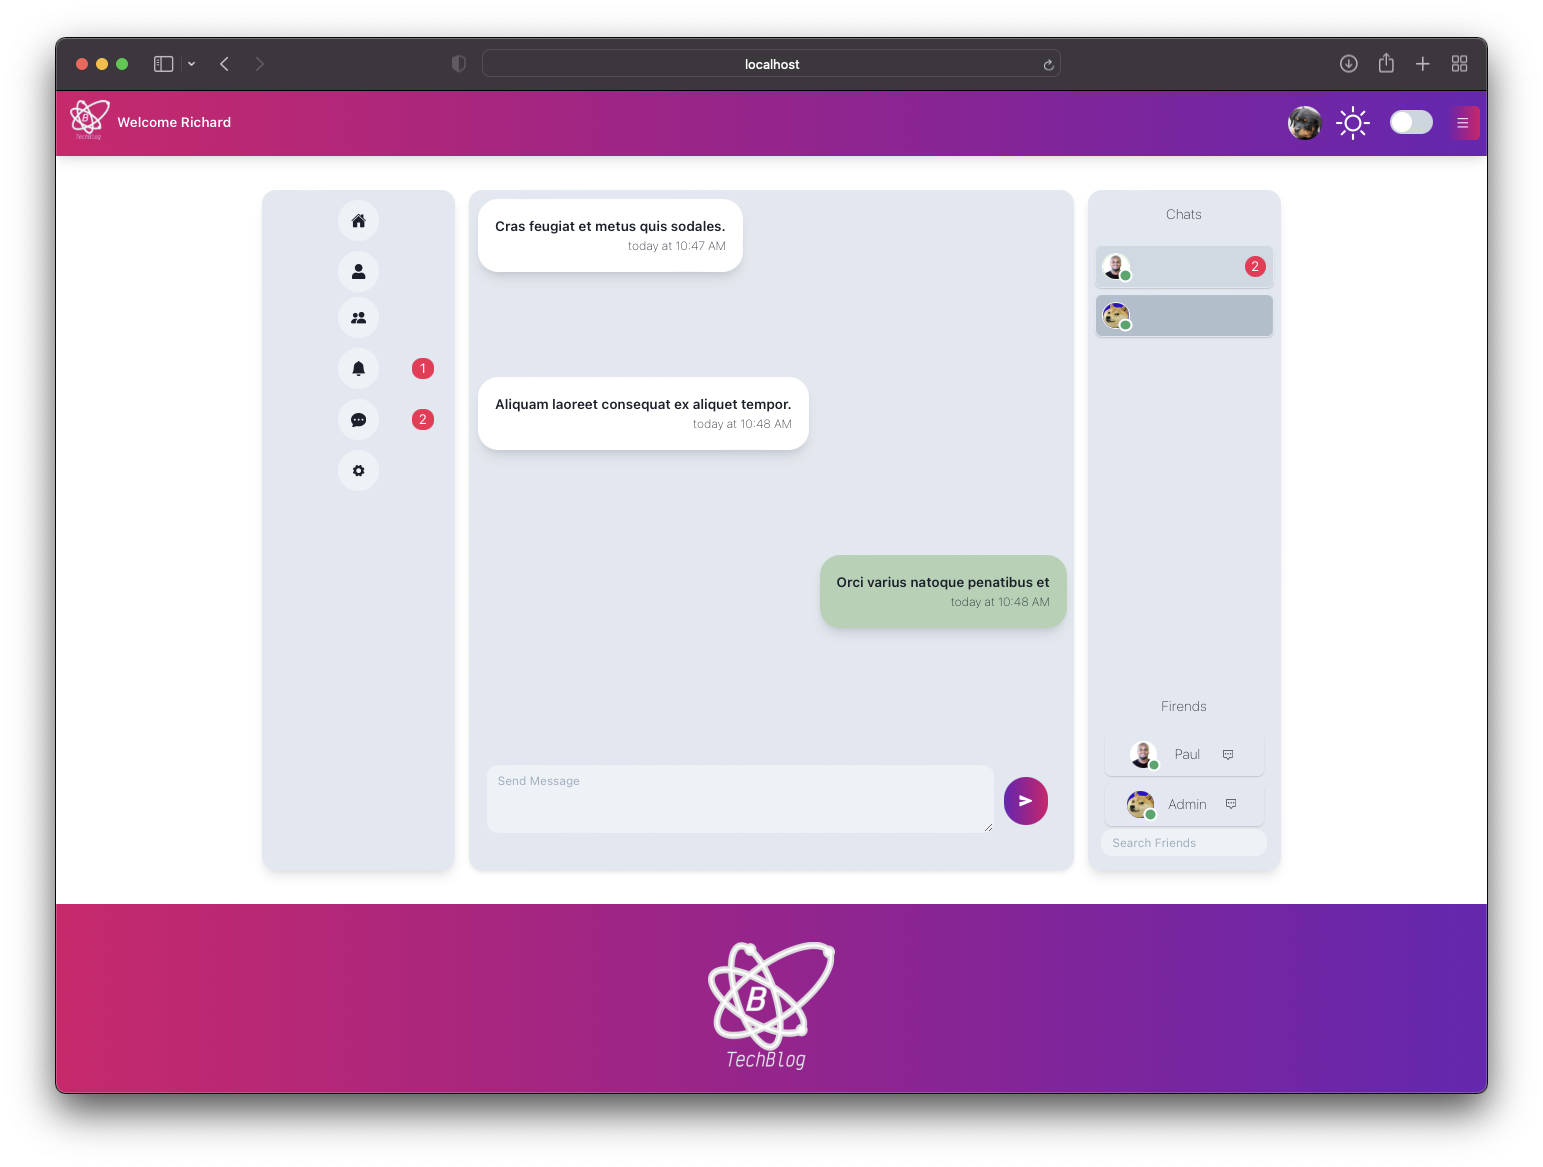 localhost
B
TechBlog
Welcome Richard
Cras feugiat et metus quis sodales.
today at 10:47 AM
Aliquam laoreet consequat ex aliquet tempor.
today at 10:48 AM
Orci varius natoque penatibus et
today at 10:48 AM
Send Message
1
2
Chats
2
Firends
Paul
Admin
Search Friends
B
TechBlog